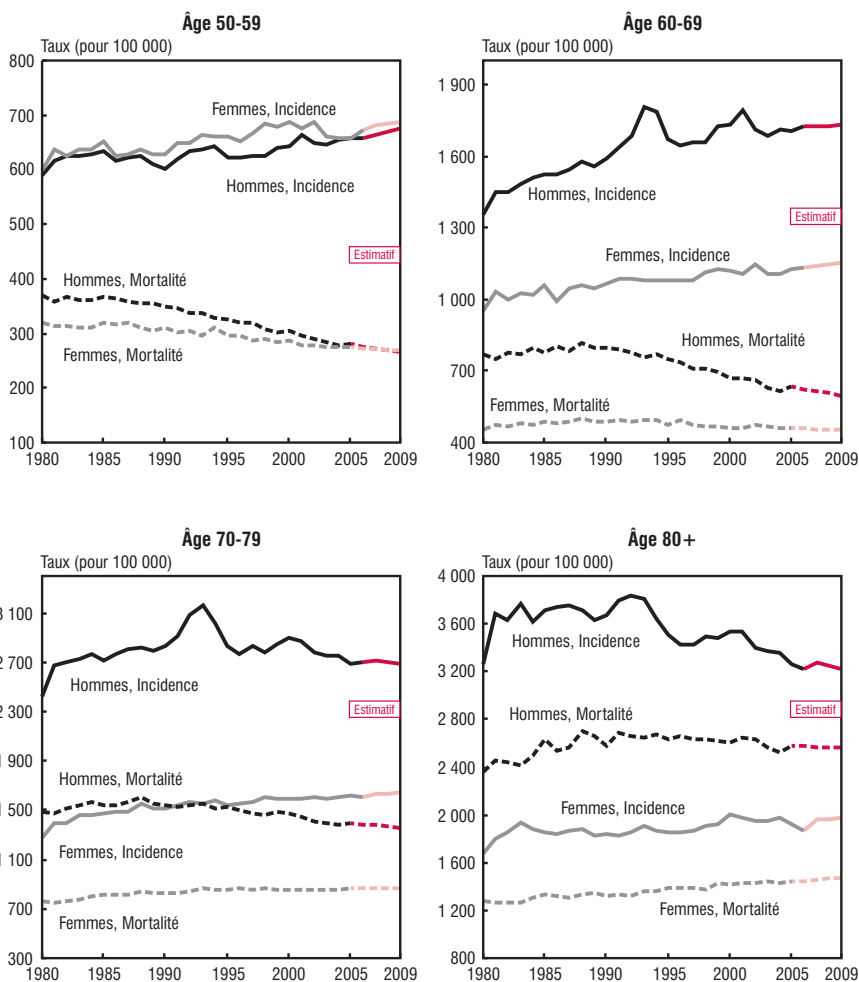 Âge 50-59
Taux (pour 100 000)
800
700
600
500
400
300
200
100
Femmes, Incidence
Hommes, Incidence
Estimatif
Hommes, Mortalité
Femmes, Mortalité
1980 1985 1990 1995 2000 2005 2009
Âge 60-69
Taux (pour 100 000)
1 900
1 600
1 300
1 000
700
400
Hommes, Incidence
Estimatif
Femmes, Incidence
Hommes, Mortalité
Femmes, Mortalité
1980 1985 1990 1995 2000 2005 2009
Âge 70-79
Taux (pour 100 000)
3 100
2 700
2 300
1 900
1 500
1 100
700
300
Hommes, Incidence
Estimatif
Hommes, Mortalité
Femmes, Incidence
Femmes, Mortalité
1980 1985 1990 1995 2000 2005 2009
Âge 80+
Taux (pour 100 000)
4 000
3 600
3 200
2 800
2 400
2 000
1 600
1 200
800
Hommes, Incidence
Estimatif
Hommes, Mortalité
Femmes, Incidence
Femmes, Mortalité
1980 1985 1990 1995 2000 2005 2009